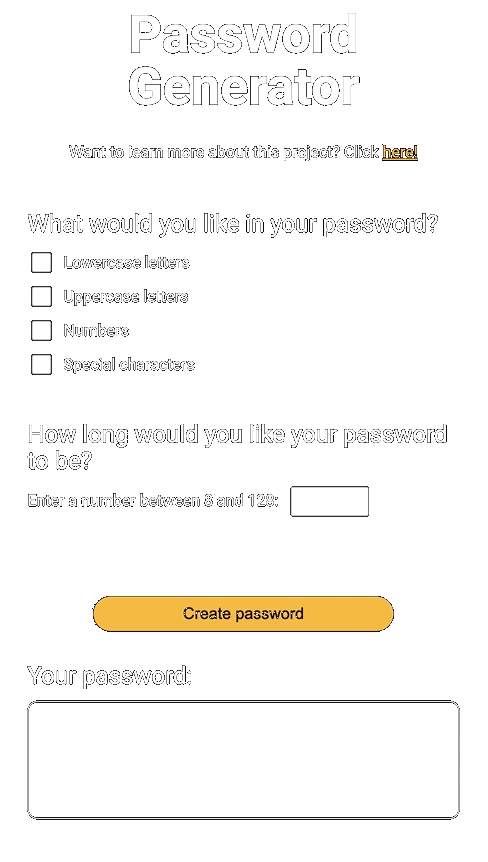 Password
Generator
Want to learn more about this project? Click here!
What would you like in your password?
Lowercase letters
Uppercase letters
Numbers
Special characters
How long would you like your password
to be?
Enter a number between 8 and 128:
Create password
Your password: